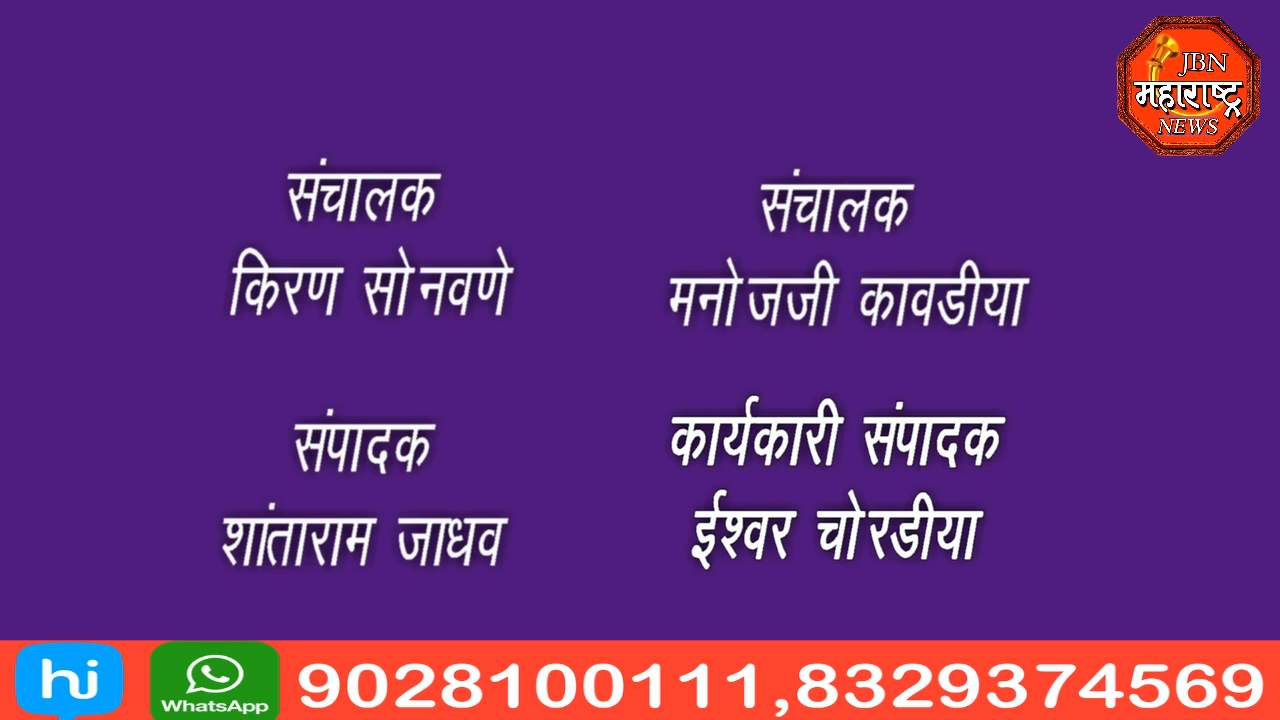 JBN
महाराष्ट्र
NEWS
संचालक
किरण सोनवणे
संचालक
मनोजजी कावडीया
संपादक
शांताराम जाधव
कार्यकारी संपादक
ईश्वर चोरडीया
hi
WhatsApp
9028100111,8329374569